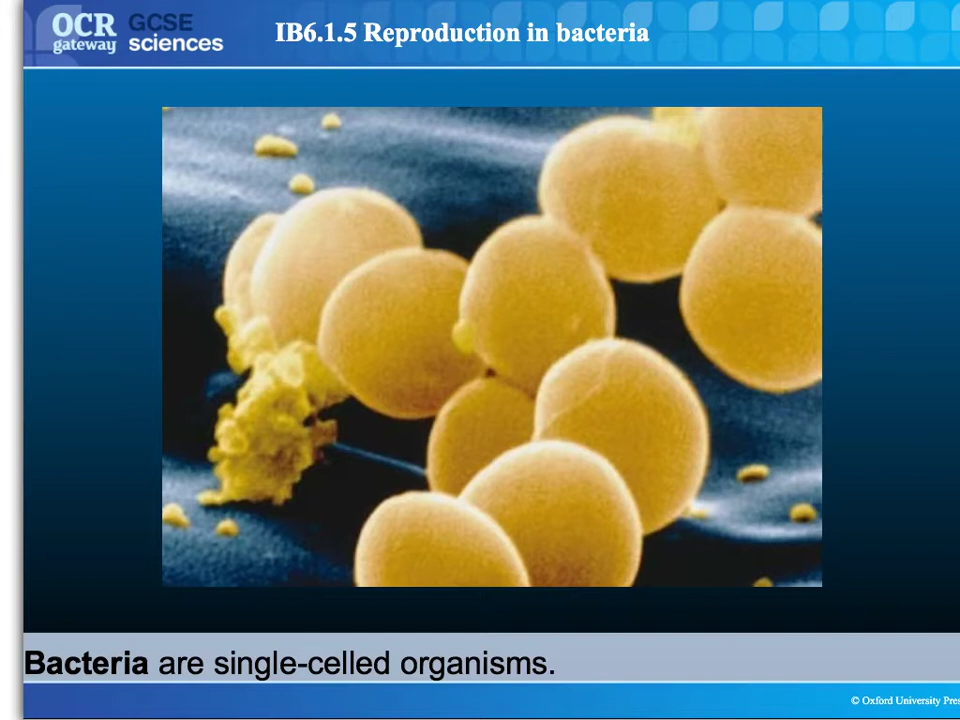 OCR
gateway
GCSE
sciences
IB6.1.5 Reproduction in bacteria
Bacteria are single-celled organisms.
© Oxford University Pres